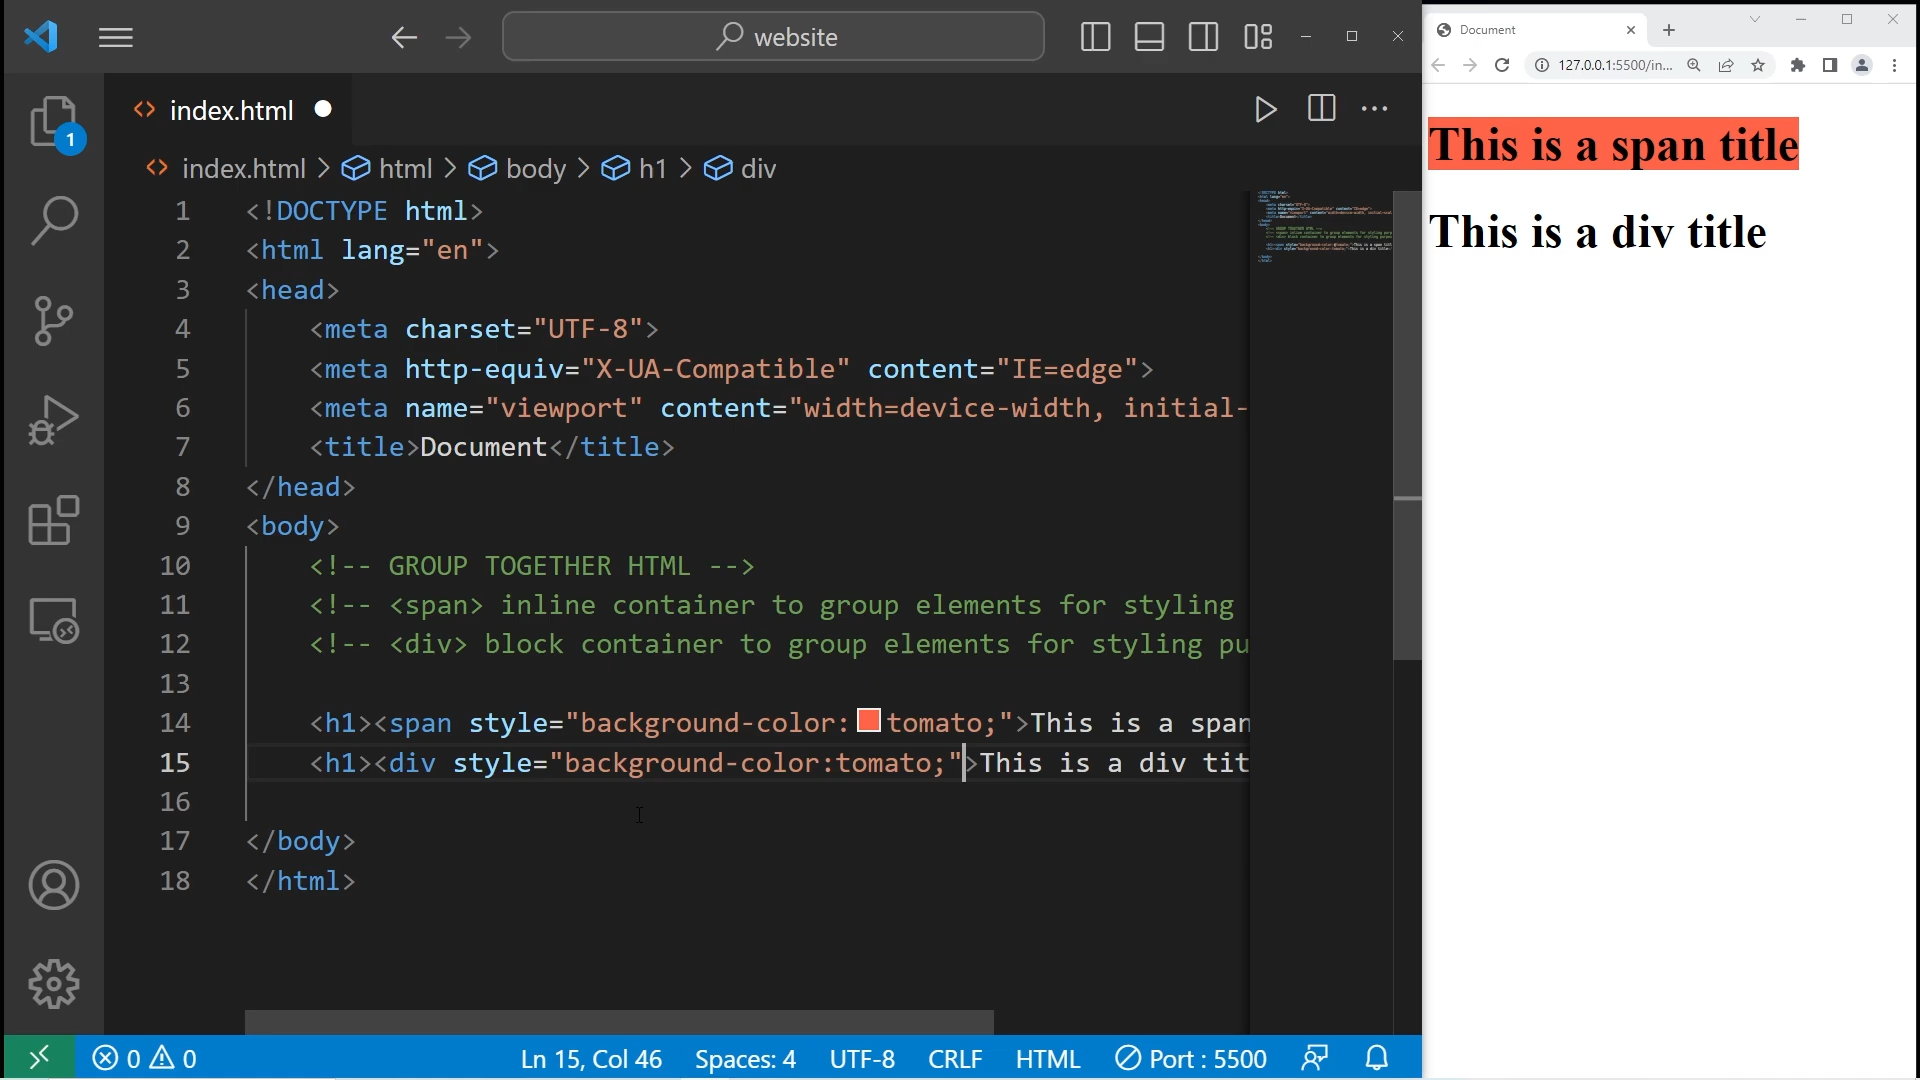 website
index.html
index.html > html > body > h1 > div
1 <!DOCTYPE html>
2 <html lang="en">
3 <head>
4 <meta charset="UTF-8">
5 <meta http-equiv="X-UA-Compatible" content="IE=edge">
6 <meta name="viewport" content="width=device-width, initial-
7 <title>Document</title>
8 </head>
9 <body>
10 <!-- GROUP TOGETHER HTML -->
11 <!-- <span> inline container to group elements for styling
12 <!-- <div> block container to group elements for styling pu
13
14 <h1><span style="background-color:tomato;">This is a span
15 <h1><div style="background-color:tomato;">This is a div tit
16
17 </body>
18 </html>
1
0 0
Ln 15, Col 46 Spaces: 4 UTF-8 CRLF HTML Port : 5500
Document
127.0.0.1:5500/in...
This is a span title
This is a div title